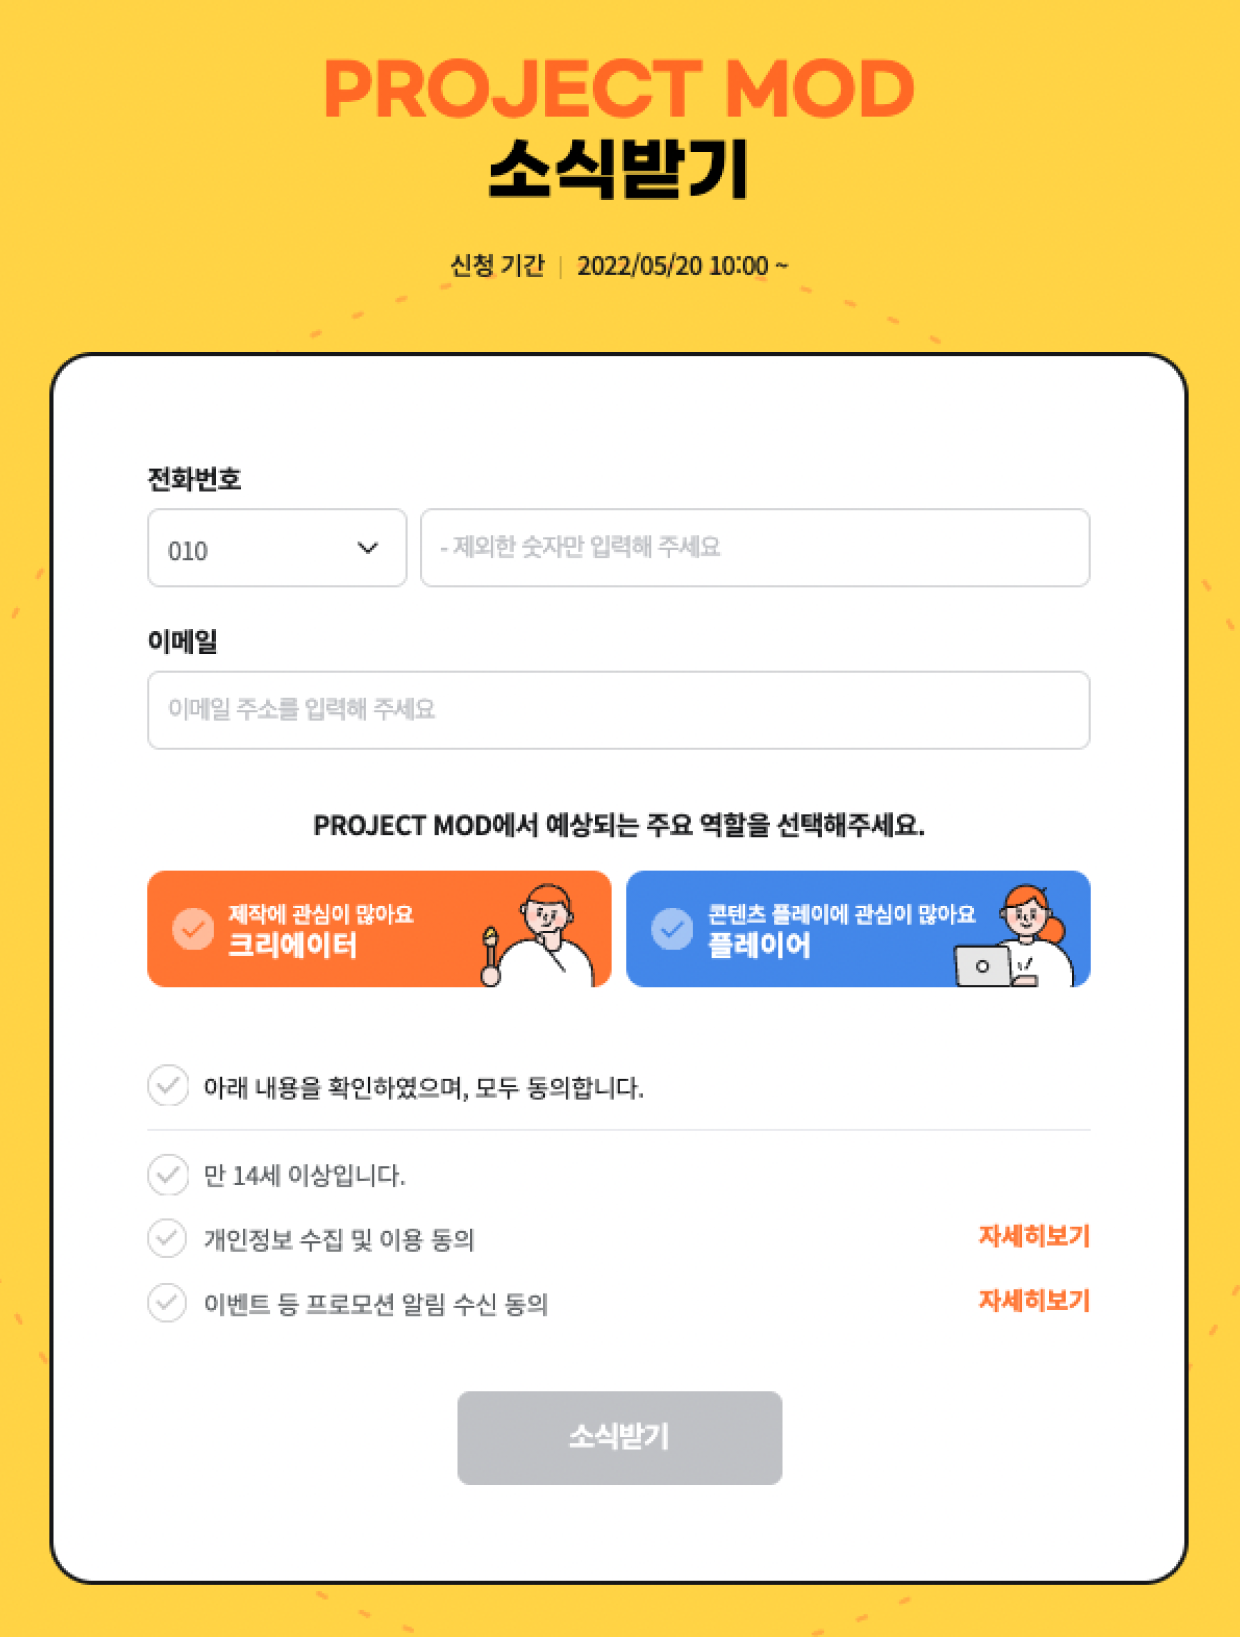 PROJECT MOD
소식받기
신청 기간 | 2022/05/20 10:00 ~
전화번호
010
- 제외한 숫자만 입력해 주세요
이메일
이메일 주소를 입력해 주세요
PROJECT MOD에서 예상되는 주요 역할을 선택해주세요.
제작에 관심이 많아요
크리에이터
콘텐츠 플레이에 관심이 많아요
플레이어
아래 내용을 확인하였으며, 모두 동의합니다.
만 14세 이상입니다.
개인정보 수집 및 이용 동의
자세히보기
이벤트 등 프로모션 알림 수신 동의
자세히보기
소식받기